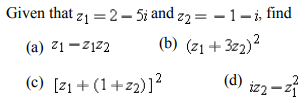 Given that z₁ = 2 − 5i and z₂ = −1 − i, find
(a) z₁ − z₁z₂ (b) (z₁ + 3z₂)²
(c) [z₁ + (1 + z₂)]² (d) iz₂ − z₁²